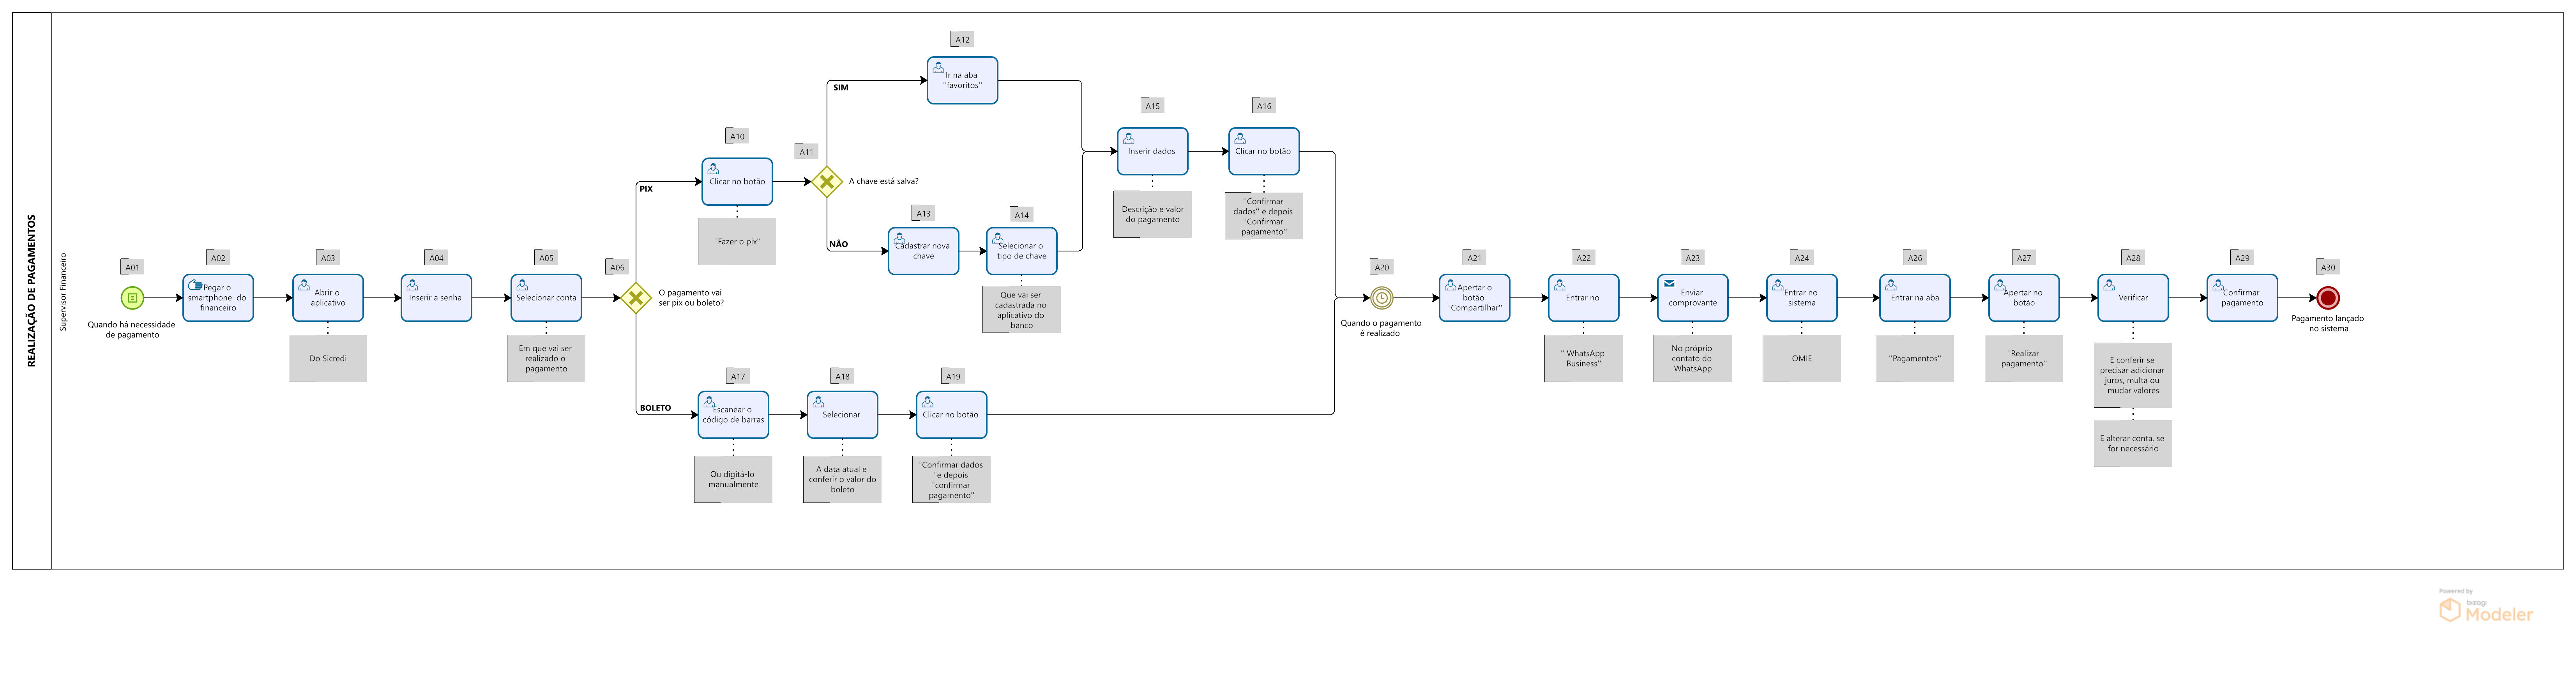 REALIZAÇÃO DE PAGAMENTOS
Supervisor Financeiro
A01
Quando há necessidade
de pagamento
A02
Pegar o
smartphone do
financeiro
A03
Abrir o
aplicativo
Do Sicredi
A04
Inserir a senha
A05
Selecionar conta
Em que vai ser
realizado o
pagamento
A06
O pagamento vai
ser pix ou boleto?
PIX
A10
Clicar no botão
"Fazer o pix"
A11
A chave está salva?
SIM
A12
Ir na aba
"favoritos"
NÃO
A13
Cadastrar nova
chave
A14
Selecionar o
tipo de chave
Que vai ser
cadastrada no
aplicativo do
banco
A15
Inserir dados
Descrição e valor
do pagamento
A16
Clicar no botão
"Confirmar
dados" e depois
"Confirmar
pagamento"
BOLETO
A17
Escanear o
código de barras
Ou digitá-lo
manualmente
A18
Selecionar
A data atual e
conferir o valor do
boleto
A19
Clicar no botão
"Confirmar dados
"e depois
"confirmar
pagamento"
A20
Quando o pagamento
é realizado
A21
Apertar o
botão
"Compartilhar"
A22
Entrar no
" WhatsApp
Business"
A23
Enviar
comprovante
No próprio
contato do
WhatsApp
A24
Entrar no
sistema
OMIE
A26
Entrar na aba
"Pagamentos"
A27
Apertar no
botão
"Realizar
pagamento"
A28
Verificar
E conferir se
precisar adicionar
juros, multa ou
mudar valores
E alterar conta, se
for necessário
A29
Confirmar
pagamento
A30
Pagamento lançado
no sistema
Powered by
bizagi
Modeler